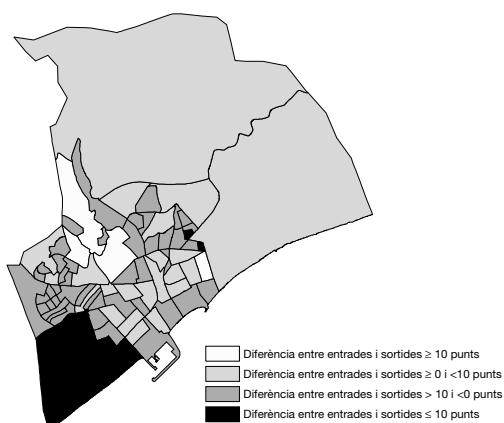 Diferència entre entrades i sortides ≥ 10 punts
Diferència entre entrades i sortides ≥ 0 i <10 punts
Diferència entre entrades i sortides > 10 i <0 punts
Diferència entre entrades i sortides ≤ 10 punts